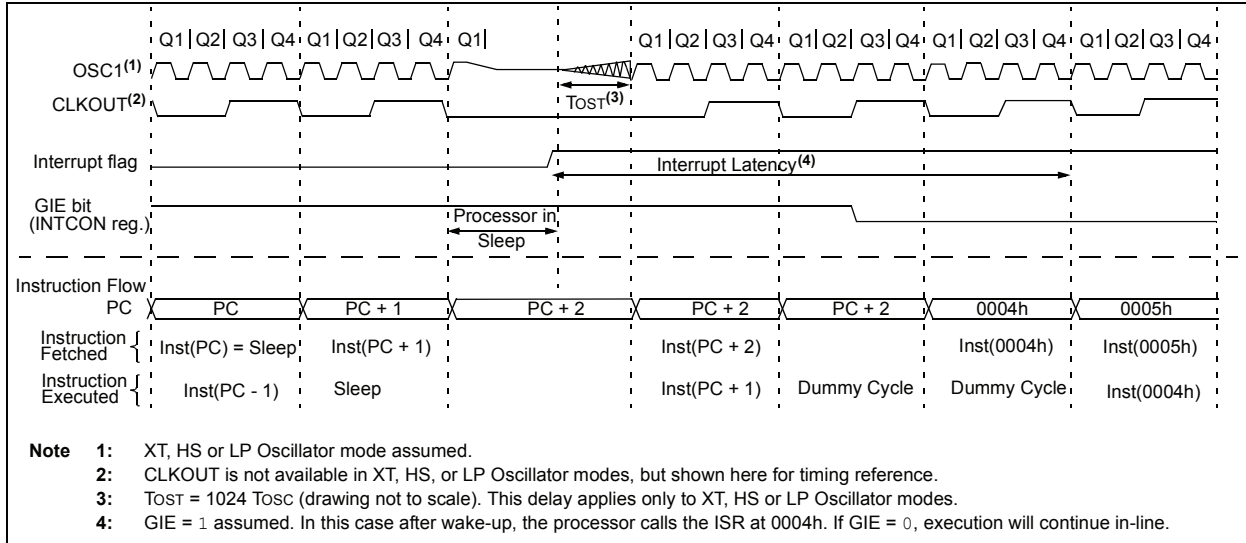 Q1 | Q2 | Q3 | Q4 Q1 | Q2 | Q3 | Q4 Q1 | Q1 | Q2 | Q3 | Q4 Q1 | Q2 | Q3 | Q4 Q1 | Q2 | Q3 | Q4 Q1 | Q2 | Q3 | Q4
OSC1(1)
TOST(3)
CLKOUT(2)
Interrupt flag
Interrupt Latency(4)
GIE bit
(INTCON reg.)
Processor in
Sleep
Instruction Flow
PC PC PC + 1 PC + 2 PC + 2 PC + 2 0004h 0005h
Instruction
Fetched
Inst(PC) = Sleep Inst(PC + 1) Inst(PC + 2) Inst(0004h) Inst(0005h)
Instruction
Executed
Inst(PC - 1) Sleep Inst(PC + 1) Dummy Cycle Dummy Cycle Inst(0004h)
Note 1: XT, HS or LP Oscillator mode assumed.
2: CLKOUT is not available in XT, HS, or LP Oscillator modes, but shown here for timing reference.
3: TOST = 1024 TOSC (drawing not to scale). This delay applies only to XT, HS or LP Oscillator modes.
4: GIE = 1 assumed. In this case after wake-up, the processor calls the ISR at 0004h. If GIE = 0, execution will continue in-line.